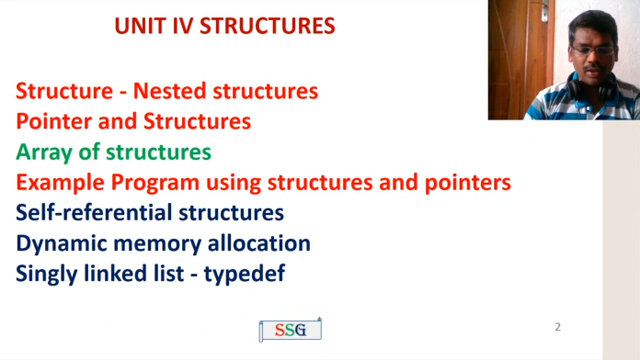 UNIT IV STRUCTURES
Structure - Nested structures
Pointer and Structures
Array of structures
Example Program using structures and pointers
Self-referential structures
Dynamic memory allocation
Singly linked list - typedef
SSG
2